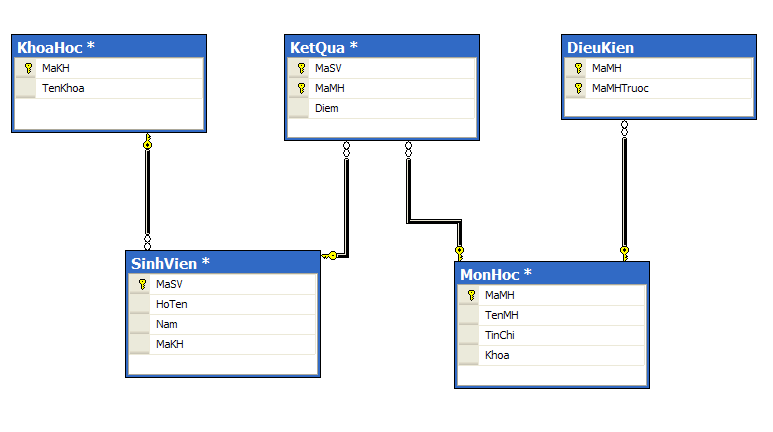 KhoaHoc *
MaKH
TenKhoa
KetQua *
MaSV
MaMH
Diem
DieuKien
MaMH
MaMHTruoc
SinhVien *
MaSV
HoTen
Nam
MaKH
MonHoc *
MaMH
TenMH
TinChi
Khoa